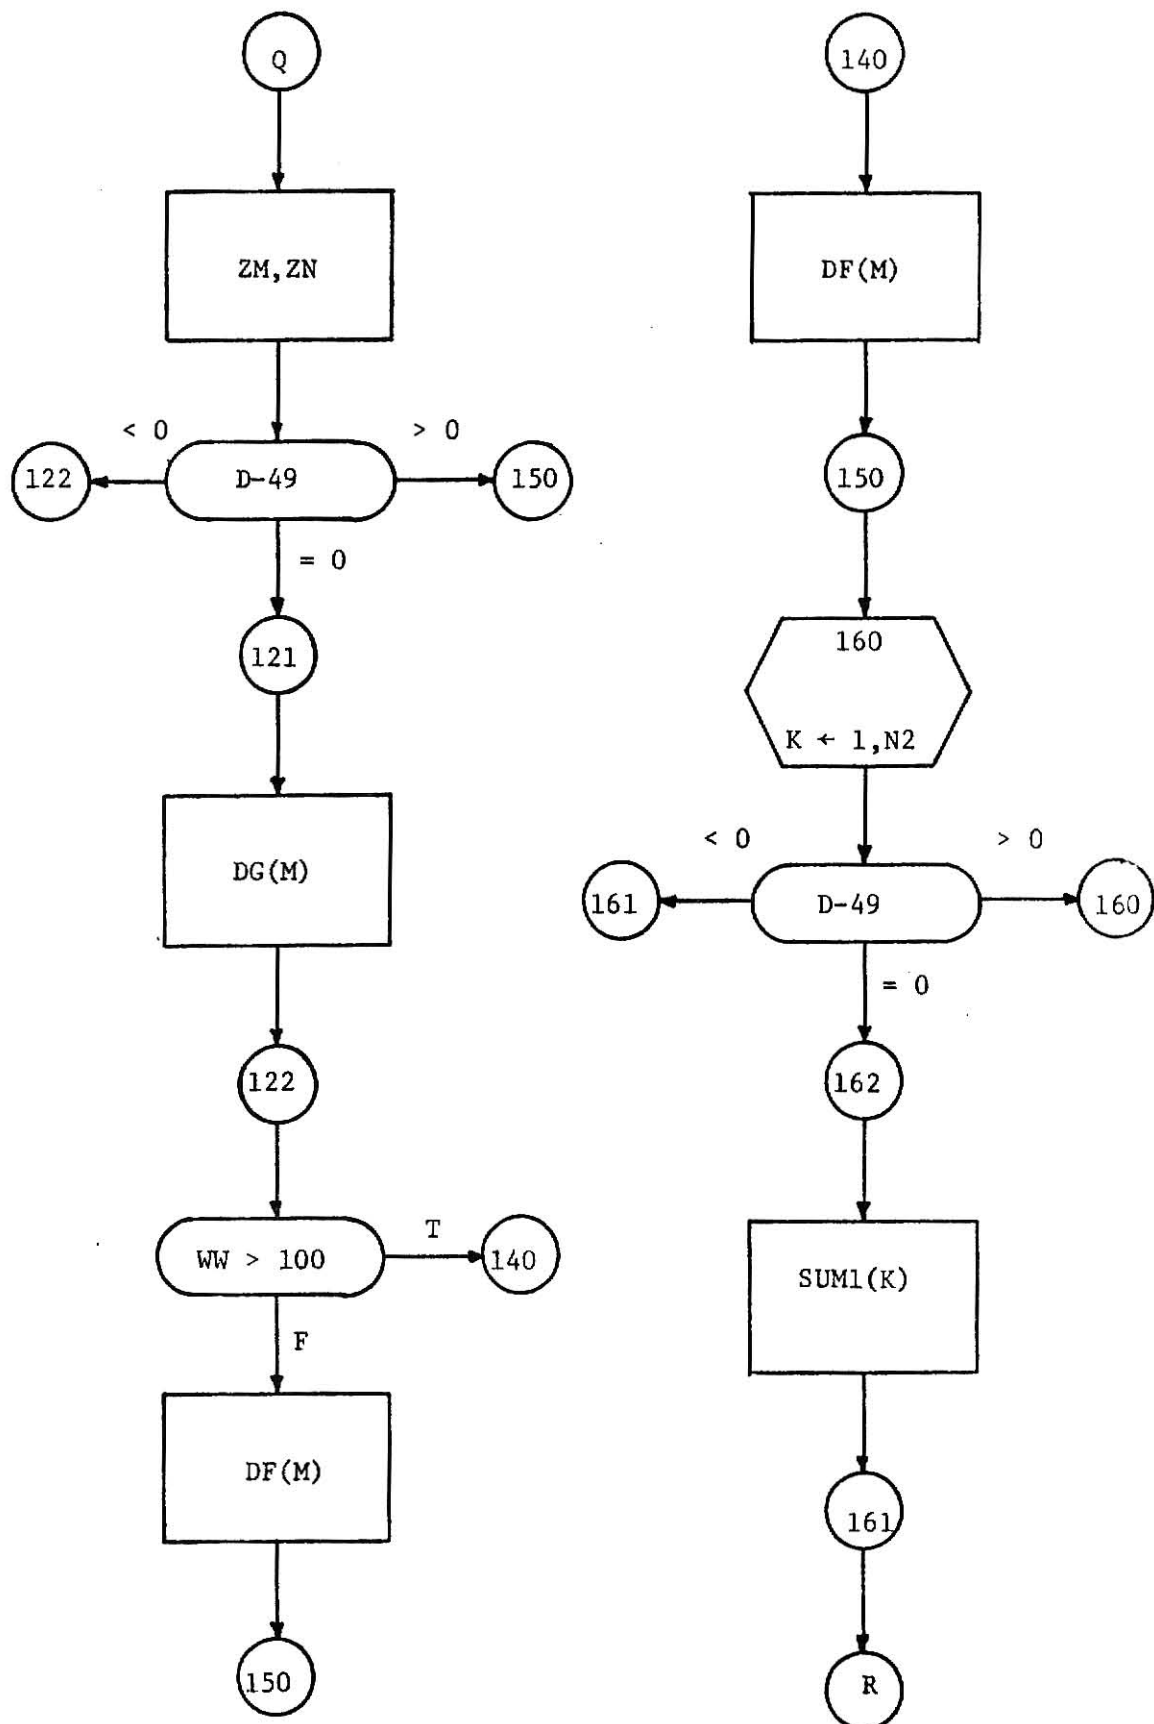 Q
ZM,ZN
< 0
> 0
122
D-49
150
= 0
121
DG(M)
122
WW > 100
T
140
F
DF(M)
150
140
DF(M)
150
160
K ← 1,N2
< 0
> 0
161
D-49
160
= 0
162
SUM1(K)
161
R